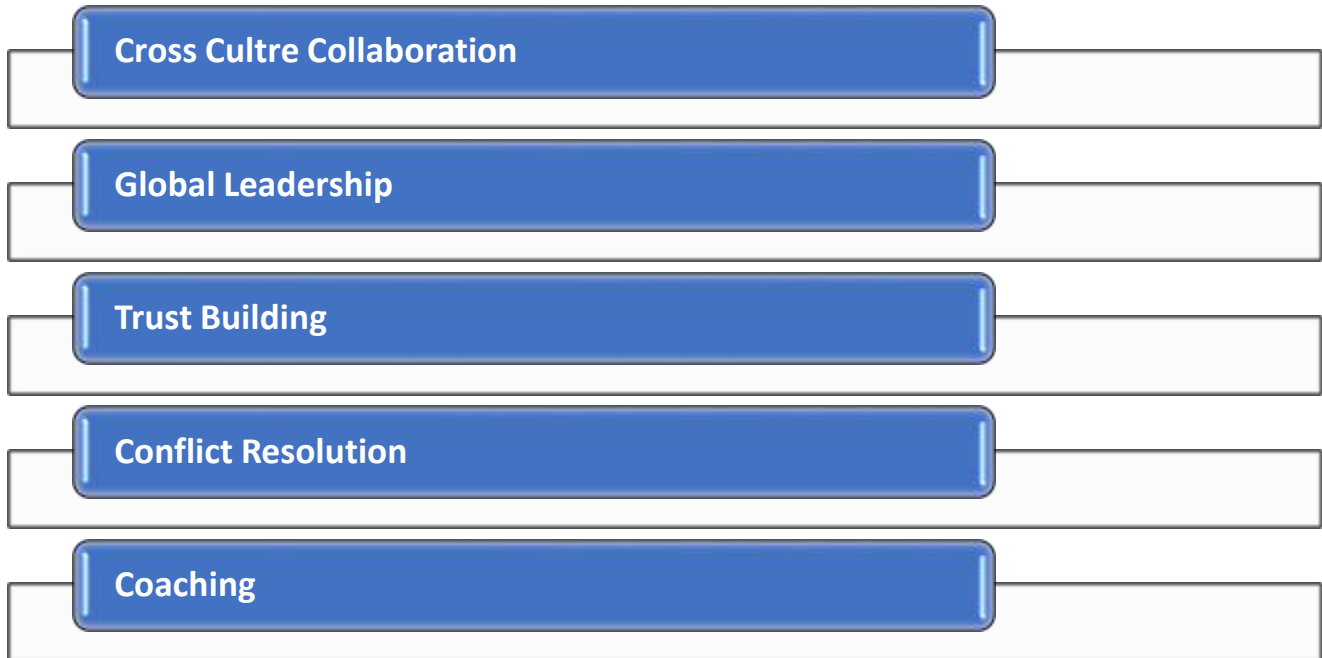 Cross Cultre Collaboration
Global Leadership
Trust Building
Conflict Resolution
Coaching